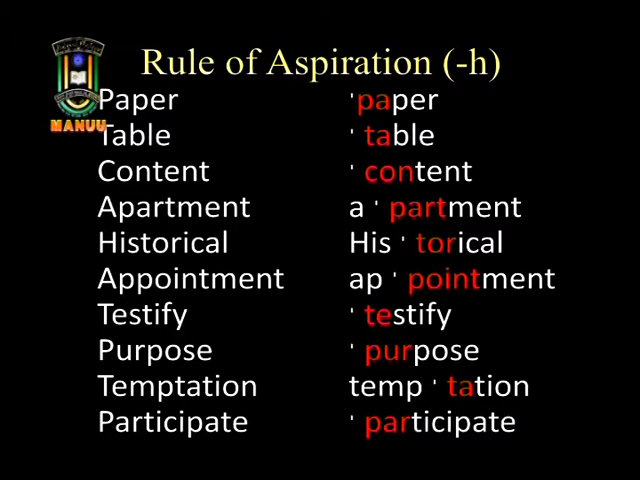 Rule of Aspiration (-h)
MANUU
Paper 'paper
Table ' table
Content ' content
Apartment a ' partment
Historical His ' torical
Appointment ap ' pointment
Testify ' testify
Purpose ' purpose
Temptation temp ' tation
Participate ' participate